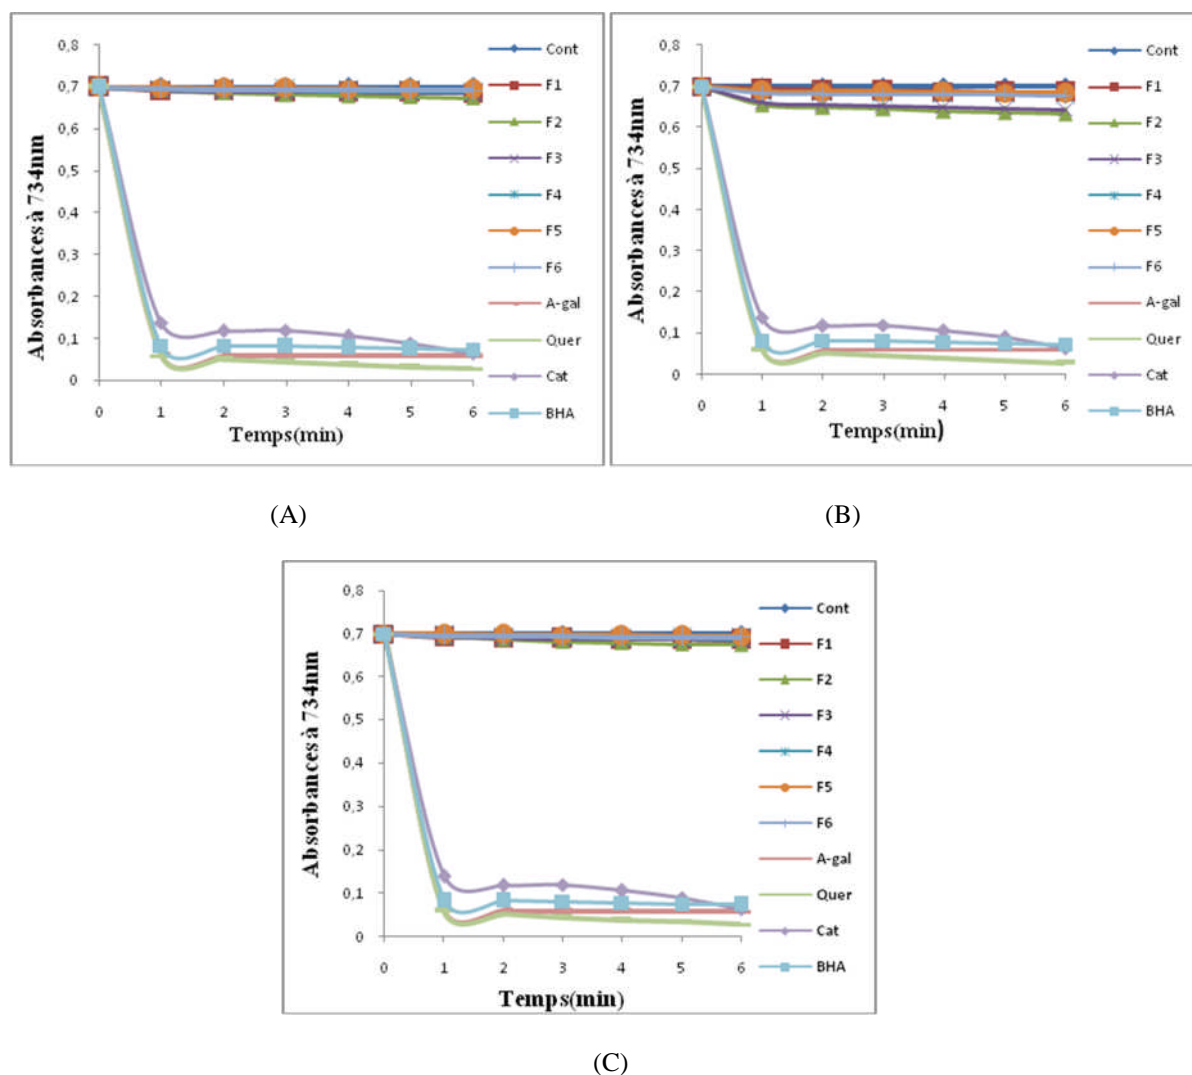 Absorbances à 734nm
0,8
0,7
0,6
0,5
0,4
0,3
0,2
0,1
0
0 1 2 3 4 5 6
Temps(min)
Cont
F1
F2
F3
F4
F5
F6
A-gal
Quer
Cat
BHA
(A)
Absorbances à 734nm
0,8
0,7
0,6
0,5
0,4
0,3
0,2
0,1
0
0 1 2 3 4 5 6
Temps(min)
Cont
F1
F2
F3
F4
F5
F6
A-gal
Quer
Cat
BHA
(B)
Absorbances à 734nm
0,8
0,7
0,6
0,5
0,4
0,3
0,2
0,1
0
0 1 2 3 4 5 6
Temps(min)
Cont
F1
F2
F3
F4
F5
F6
A-gal
Quer
Cat
BHA
(C)